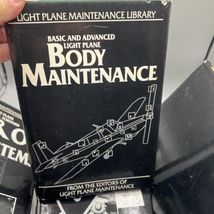 LIGHT PLANE MAINTENANCE LIBRARY
BASIC AND ADVANCED
LIGHT PLANE
BODY
MAINTENANCE
FROM THE EDITORS OF
LIGHT PLANE MAINTENANCE